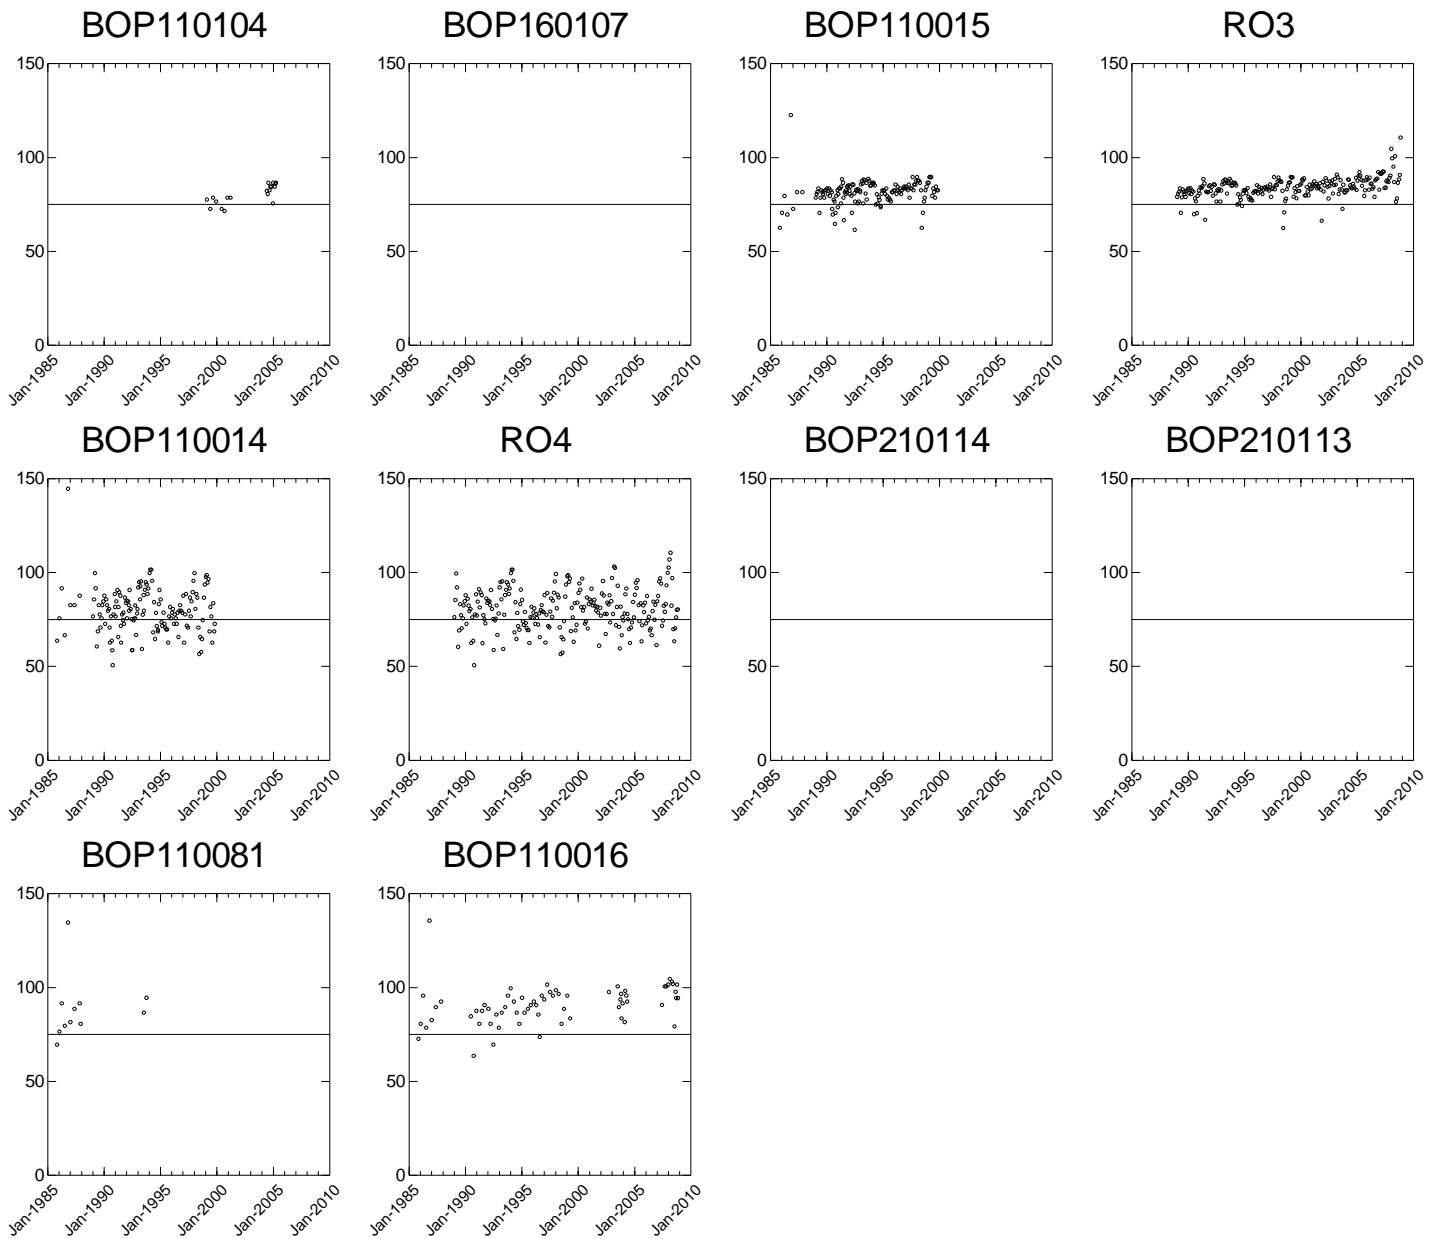 BOP110104 BOP160107 BOP110015 RO3
150 150 150 150
100 100 100 100
50 50 50 50
0 0 0 0
Jan-1985 Jan-1990 Jan-1995 Jan-2000 Jan-2005 Jan-2010 Jan-1985 Jan-1990 Jan-1995 Jan-2000 Jan-2005 Jan-2010 Jan-1985 Jan-1990 Jan-1995 Jan-2000 Jan-2005 Jan-2010 Jan-1985 Jan-1990 Jan-1995 Jan-2000 Jan-2005 Jan-2010
BOP110014 RO4 BOP210114 BOP210113
150 150 150 150
100 100 100 100
50 50 50 50
0 0 0 0
Jan-1985 Jan-1990 Jan-1995 Jan-2000 Jan-2005 Jan-2010 Jan-1985 Jan-1990 Jan-1995 Jan-2000 Jan-2005 Jan-2010 Jan-1985 Jan-1990 Jan-1995 Jan-2000 Jan-2005 Jan-2010 Jan-1985 Jan-1990 Jan-1995 Jan-2000 Jan-2005 Jan-2010
BOP110081 BOP110016
150 150
100 100
50 50
0 0
Jan-1985 Jan-1990 Jan-1995 Jan-2000 Jan-2005 Jan-2010 Jan-1985 Jan-1990 Jan-1995 Jan-2000 Jan-2005 Jan-2010